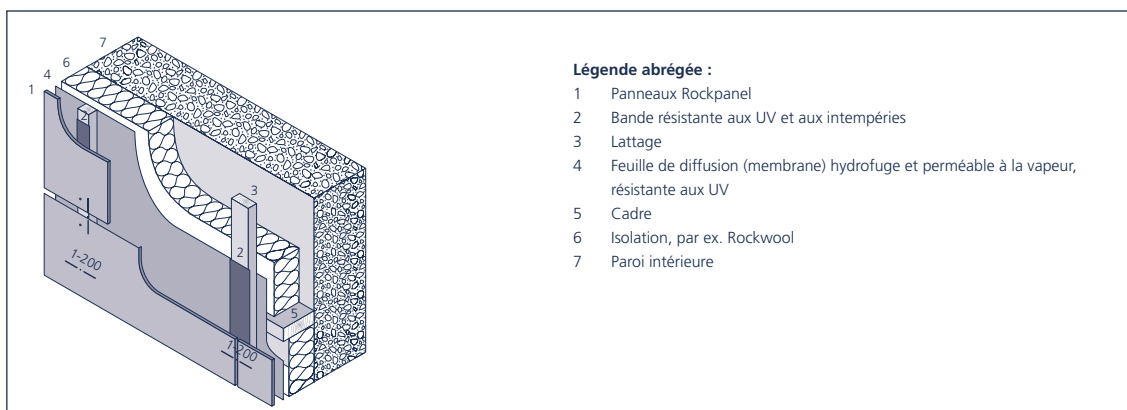 7
6
4
1
2
3
2
5
1-200
1-200
Légende abrégée :
1 Panneaux Rockpanel
2 Bande résistante aux UV et aux intempéries
3 Lattage
4 Feuille de diffusion (membrane) hydrofuge et perméable à la vapeur,
résistante aux UV
5 Cadre
6 Isolation, par ex. Rockwool
7 Paroi intérieure